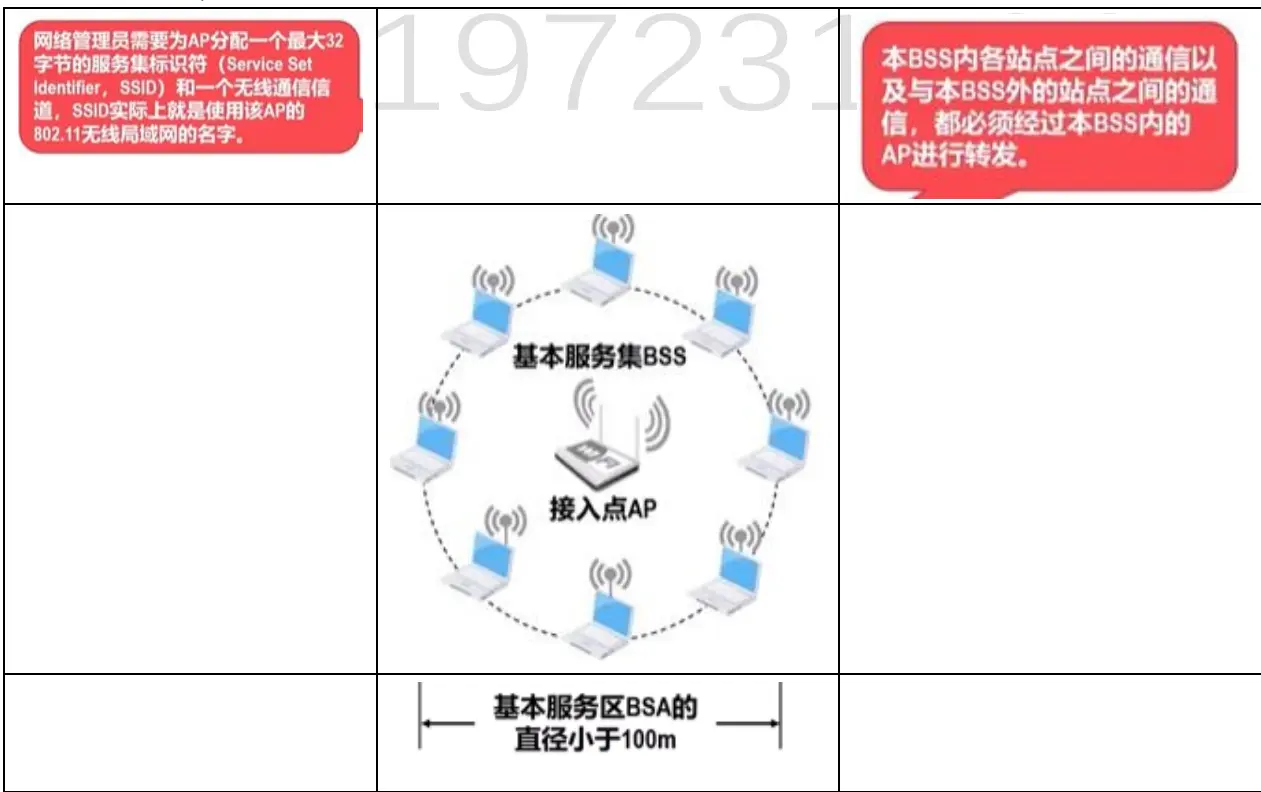 网络管理员需要为AP分配一个最大32
字节的服务集标识符（Service Set
Identifier，SSID）和一个无线通信信
道，SSID实际上就是使用该AP的
802.11无线局域网的名字。
197231
本BSS内各站点之间的通信以
及与本BSS外的站点之间的通
信，都必须经过本BSS内的
AP进行转发。
基本服务集BSS
接入点AP
基本服务区BSA的
直径小于100m